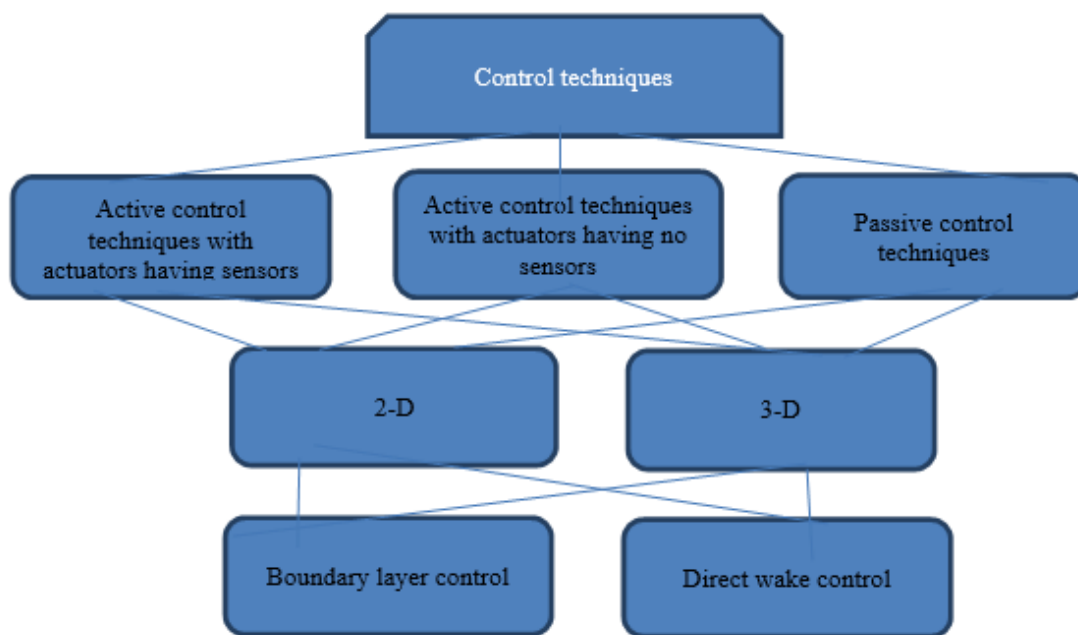 Control techniques
Active control
techniques with
actuators having sensors
Active control techniques
with actuators having no
sensors
Passive control
techniques
2-D
3-D
Boundary layer control
Direct wake control